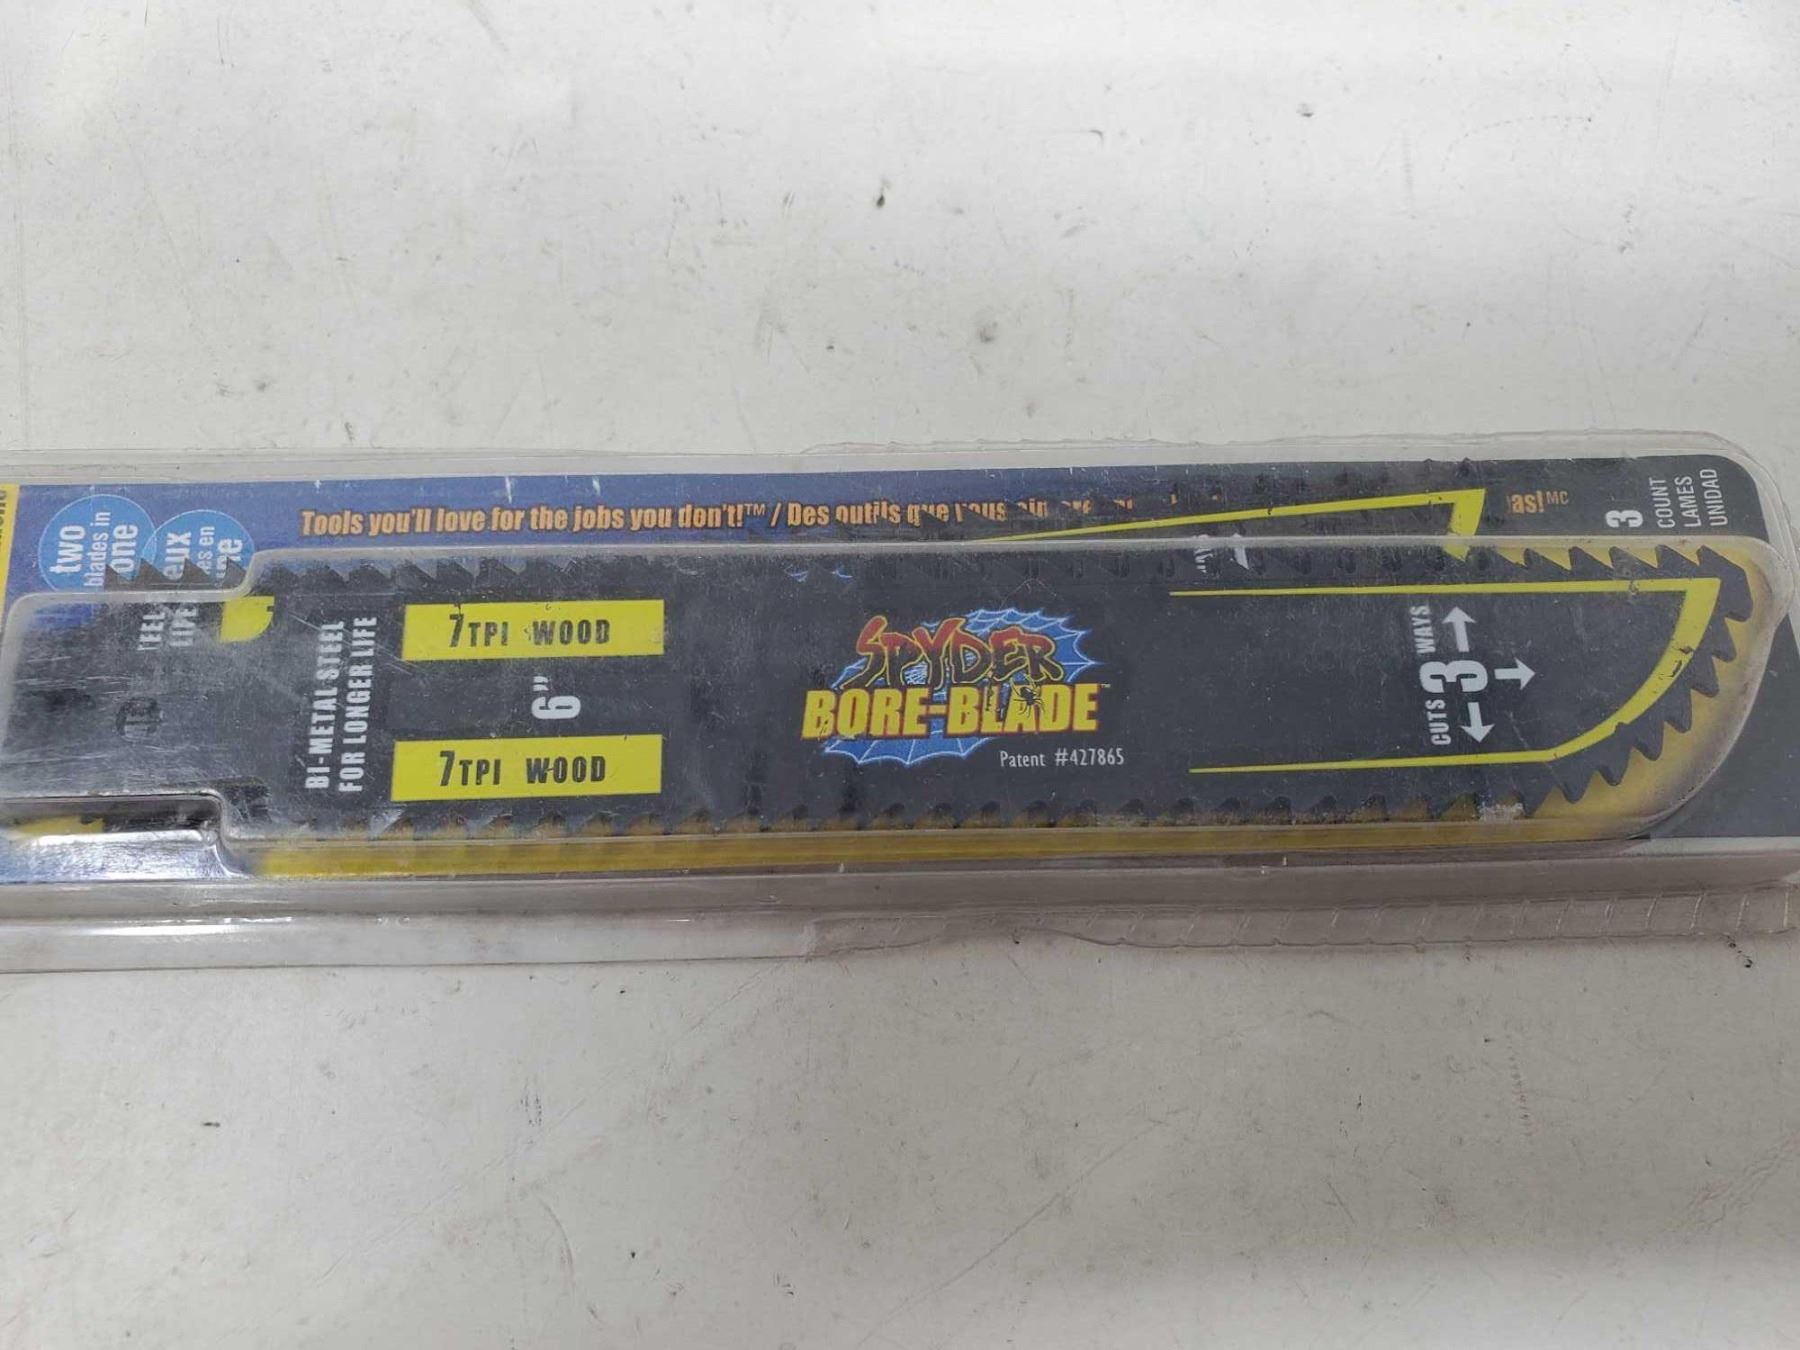 two
blades in
one
Tools you'll love for the jobs you don't!™ / Des outils que vous
as!MC
3
COUNT
LAMES
UNIDAD
BI-METAL STEEL
FOR LONGER LIFE
7TPI WOOD
6"
7TPI WOOD
SPYDER
BORE-BLADE™
Patent #427865
CUTS 3 WAYS